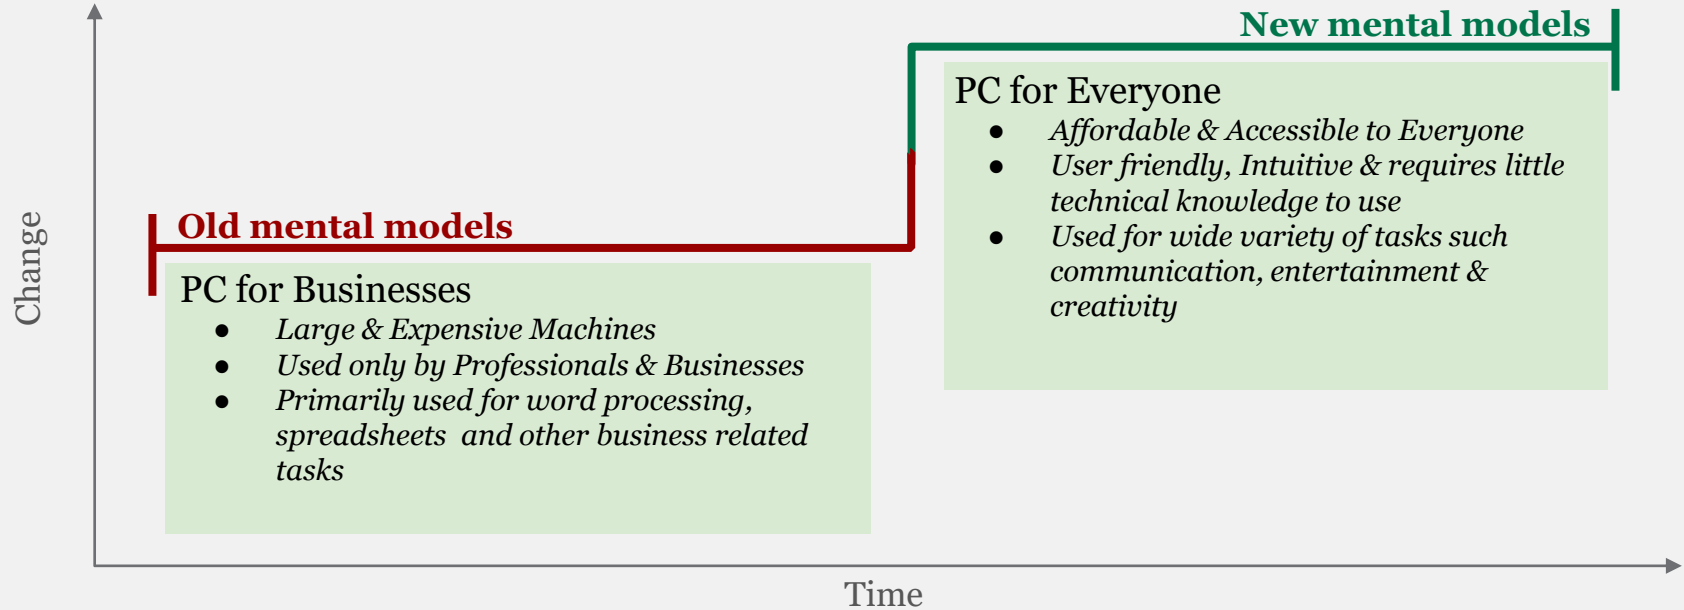 New mental models
PC for Everyone
● Affordable & Accessible to Everyone
● User friendly, Intuitive & requires little
technical knowledge to use
● Used for wide variety of tasks such
communication, entertainment &
creativity
Old mental models
PC for Businesses
● Large & Expensive Machines
● Used only by Professionals & Businesses
● Primarily used for word processing,
spreadsheets  and other business related
tasks
Change
Time